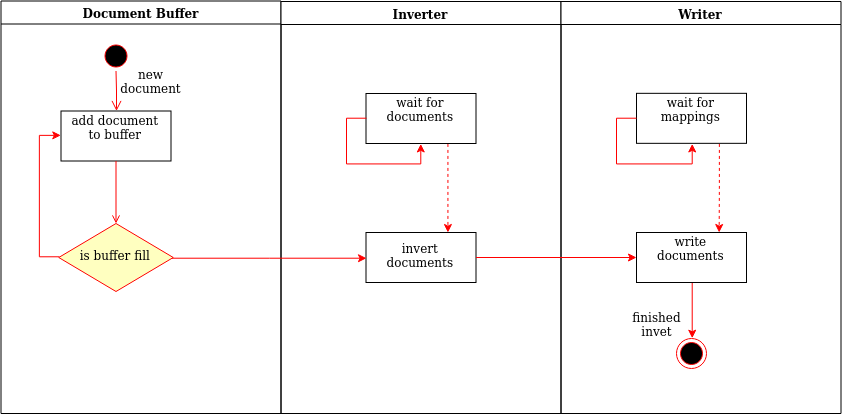 Document Buffer
Inverter
Writer
new
document
add document
to buffer
is buffer fill
wait for
documents
invert
documents
wait for
mappings
write
documents
finished
invet